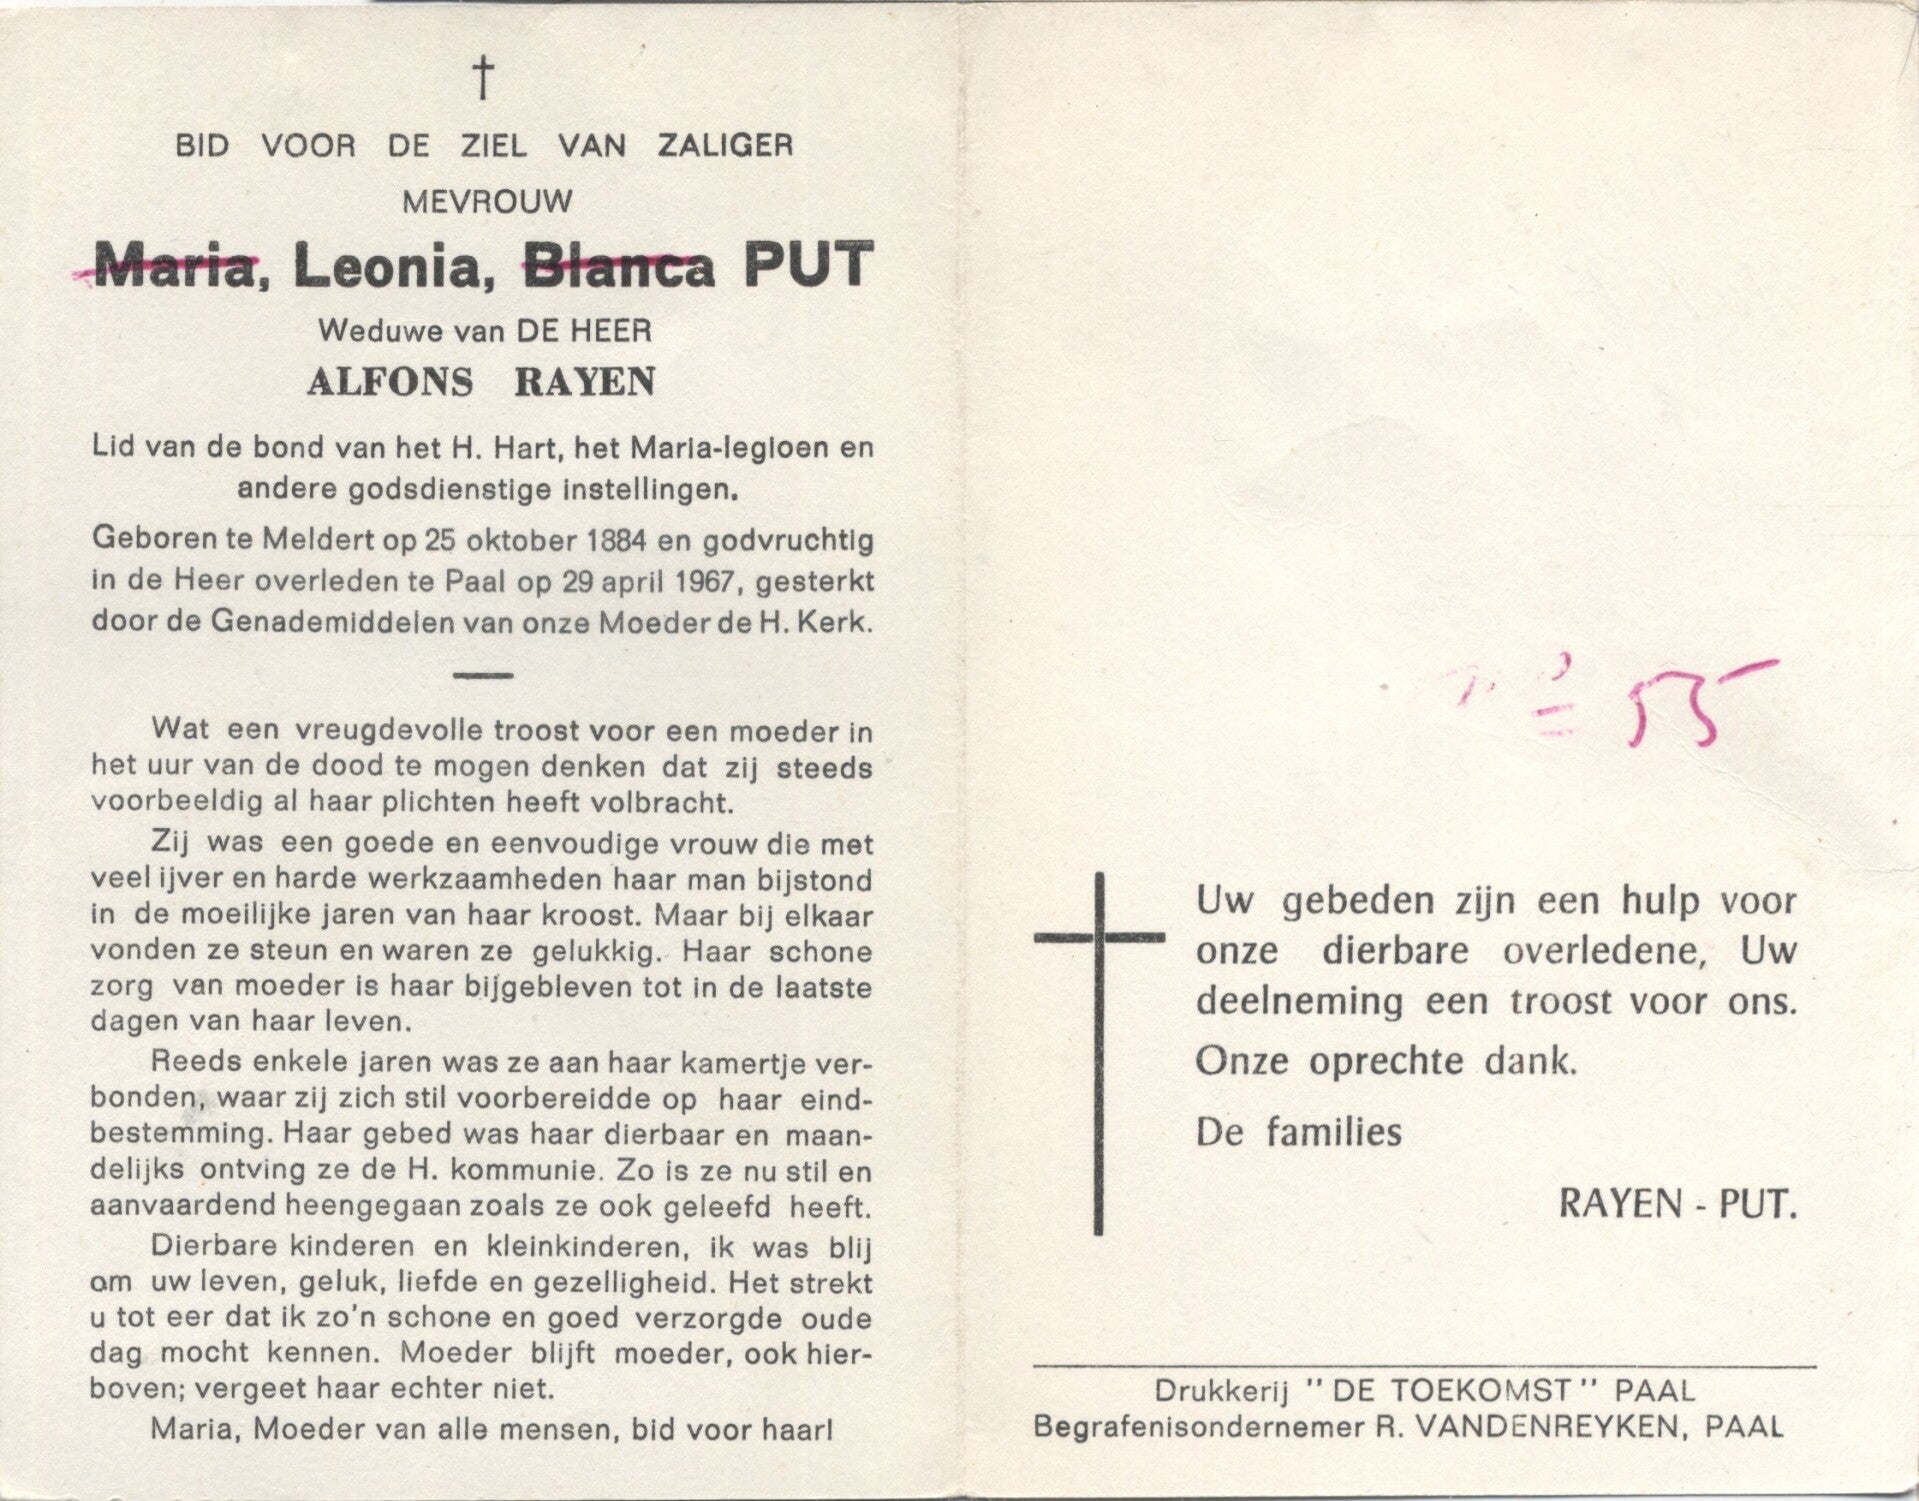 BID VOOR DE ZIEL VAN ZALIGER
MEVROUW
Maria, Leonia, Blanca PUT
Weduwe van DE HEER
ALFONS RAYEN
Lid van de bond van het H. Hart, het Maria-legioen en
andere godsdienstige instellingen.
Geboren te Meldert op 25 oktober 1884 en godvruchtig
in de Heer overleden te Paal op 29 april 1967, gesterkt
door de Genademiddelen van onze Moeder de H. Kerk.
Wat een vreugdevolle troost voor een moeder in
het uur van de dood te mogen denken dat zij steeds
voorbeeldig al haar plichten heeft volbracht.
Zij was een goede en eenvoudige vrouw die met
veel ijver en harde werkzaamheden haar man bijstond
in de moeilijke jaren van haar kroost. Maar bij elkaar
vonden ze steun en waren ze gelukkig. Haar schone
zorg van moeder is haar bijgebleven tot in de laatste
dagen van haar leven.
Reeds enkele jaren was ze aan haar kamertje ver-
bonden, waar zij zich stil voorbereidde op haar eind-
bestemming. Haar gebed was haar dierbaar en maan-
delijks ontving ze de H. kommunie. Zo is ze nu stil en
aanvaardend heengegaan zoals ze ook geleefd heeft.
Dierbare kinderen en kleinkinderen, ik was blij
om uw leven, geluk, liefde en gezelligheid. Het strekt
u tot eer dat ik zo'n schone en goed verzorgde oude
dag mocht kennen. Moeder blijft moeder, ook hier-
boven; vergeet haar echter niet.
Maria, Moeder van alle mensen, bid voor haar!
55
Uw gebeden zijn een hulp voor
onze dierbare overledene, Uw
deelneming een troost voor ons.
Onze oprechte dank.
De families
RAYEN - PUT.
Drukkerij "DE TOEKOMST" PAAL
Begrafenisondernemer R. VANDENREYKEN, PAAL